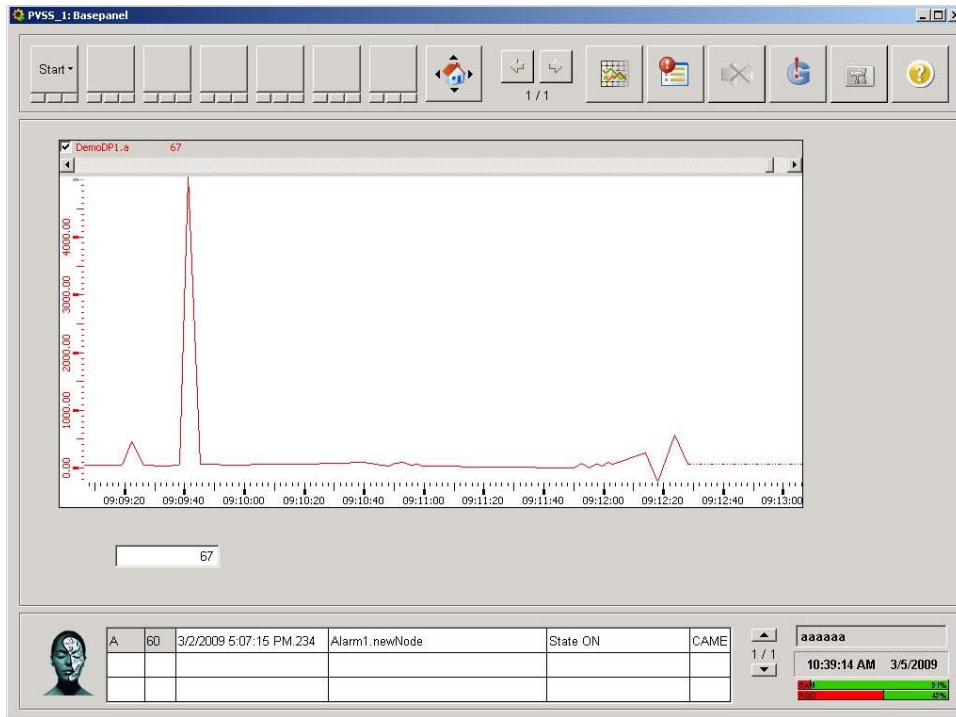 PVSS_1: Basepanel
Start
1 / 1
DemoDP1.a 67
4000.00
3000.00
2000.00
1000.00
0.00
09:09:20 09:09:40 09:10:00 09:10:20 09:10:40 09:11:00 09:11:20 09:11:40 09:12:00 09:12:20 09:12:40 09:13:00
67
A 60 3/2/2009 5:07:15 PM.234 Alarm1.newNode State ON CAME
1 / 1
aaaaaa
10:39:14 AM 3/5/2009
RAM 91%
HDD 43%